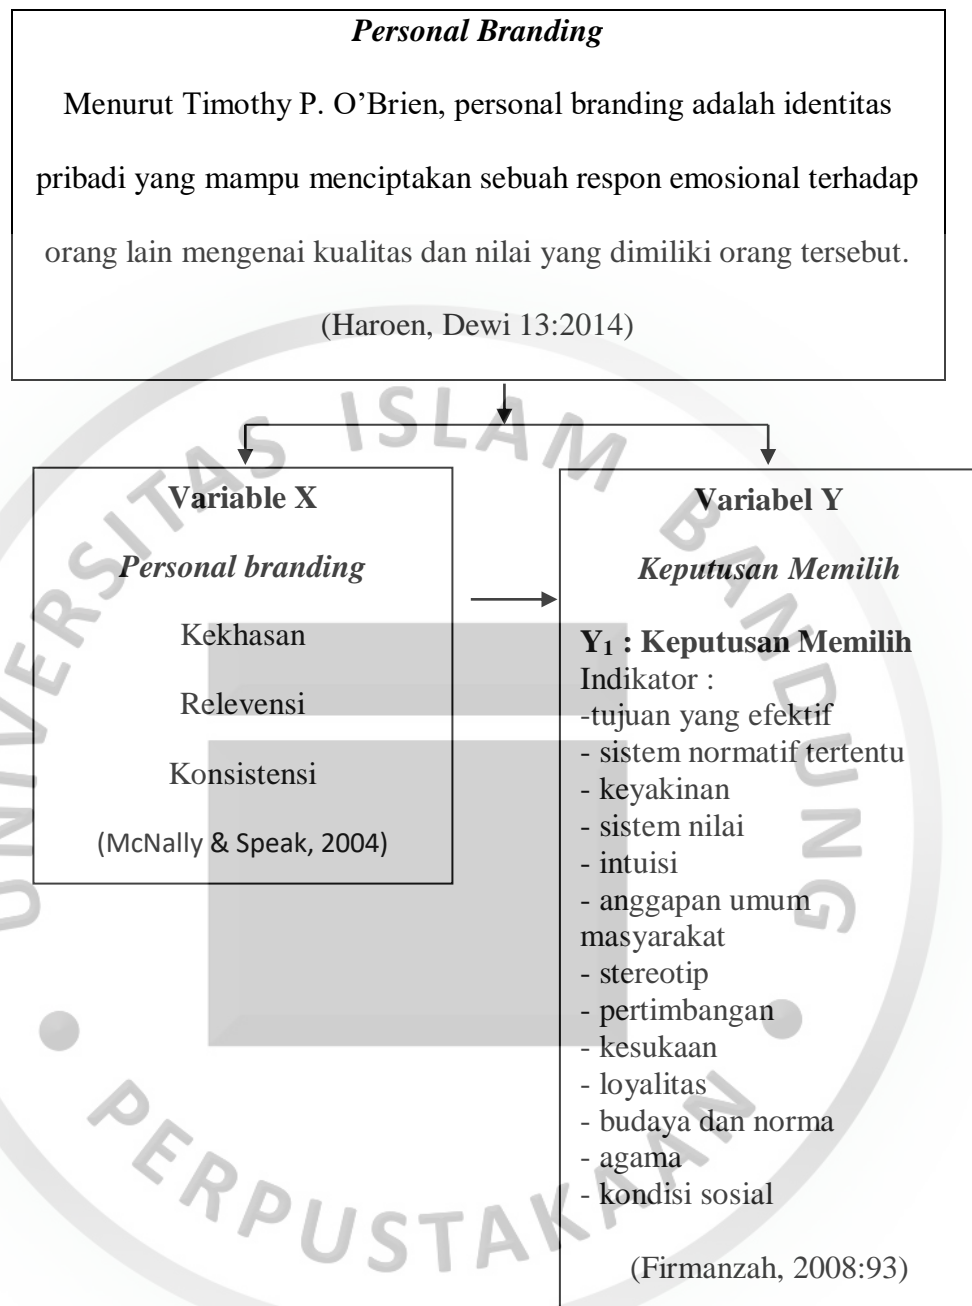 Personal Branding
Menurut Timothy P. O’Brien, personal branding adalah identitas
pribadi yang mampu menciptakan sebuah respon emosional terhadap
orang lain mengenai kualitas dan nilai yang dimiliki orang tersebut.
(Haroen, Dewi 13:2014)
Variable X
Personal branding
Kekhasan
Relevensi
Konsistensi
(McNally & Speak, 2004)
Variabel Y
Keputusan Memilih
Y1 : Keputusan Memilih
Indikator :
-tujuan yang efektif
- sistem normatif tertentu
- keyakinan
- sistem nilai
- intuisi
- anggapan umum
masyarakat
- stereotip
- pertimbangan
- kesukaan
- loyalitas
- budaya dan norma
- agama
- kondisi sosial
(Firmanzah, 2008:93)
UNIVERSITAS ISLAM BANDUNG
PERPUSTAKAAN